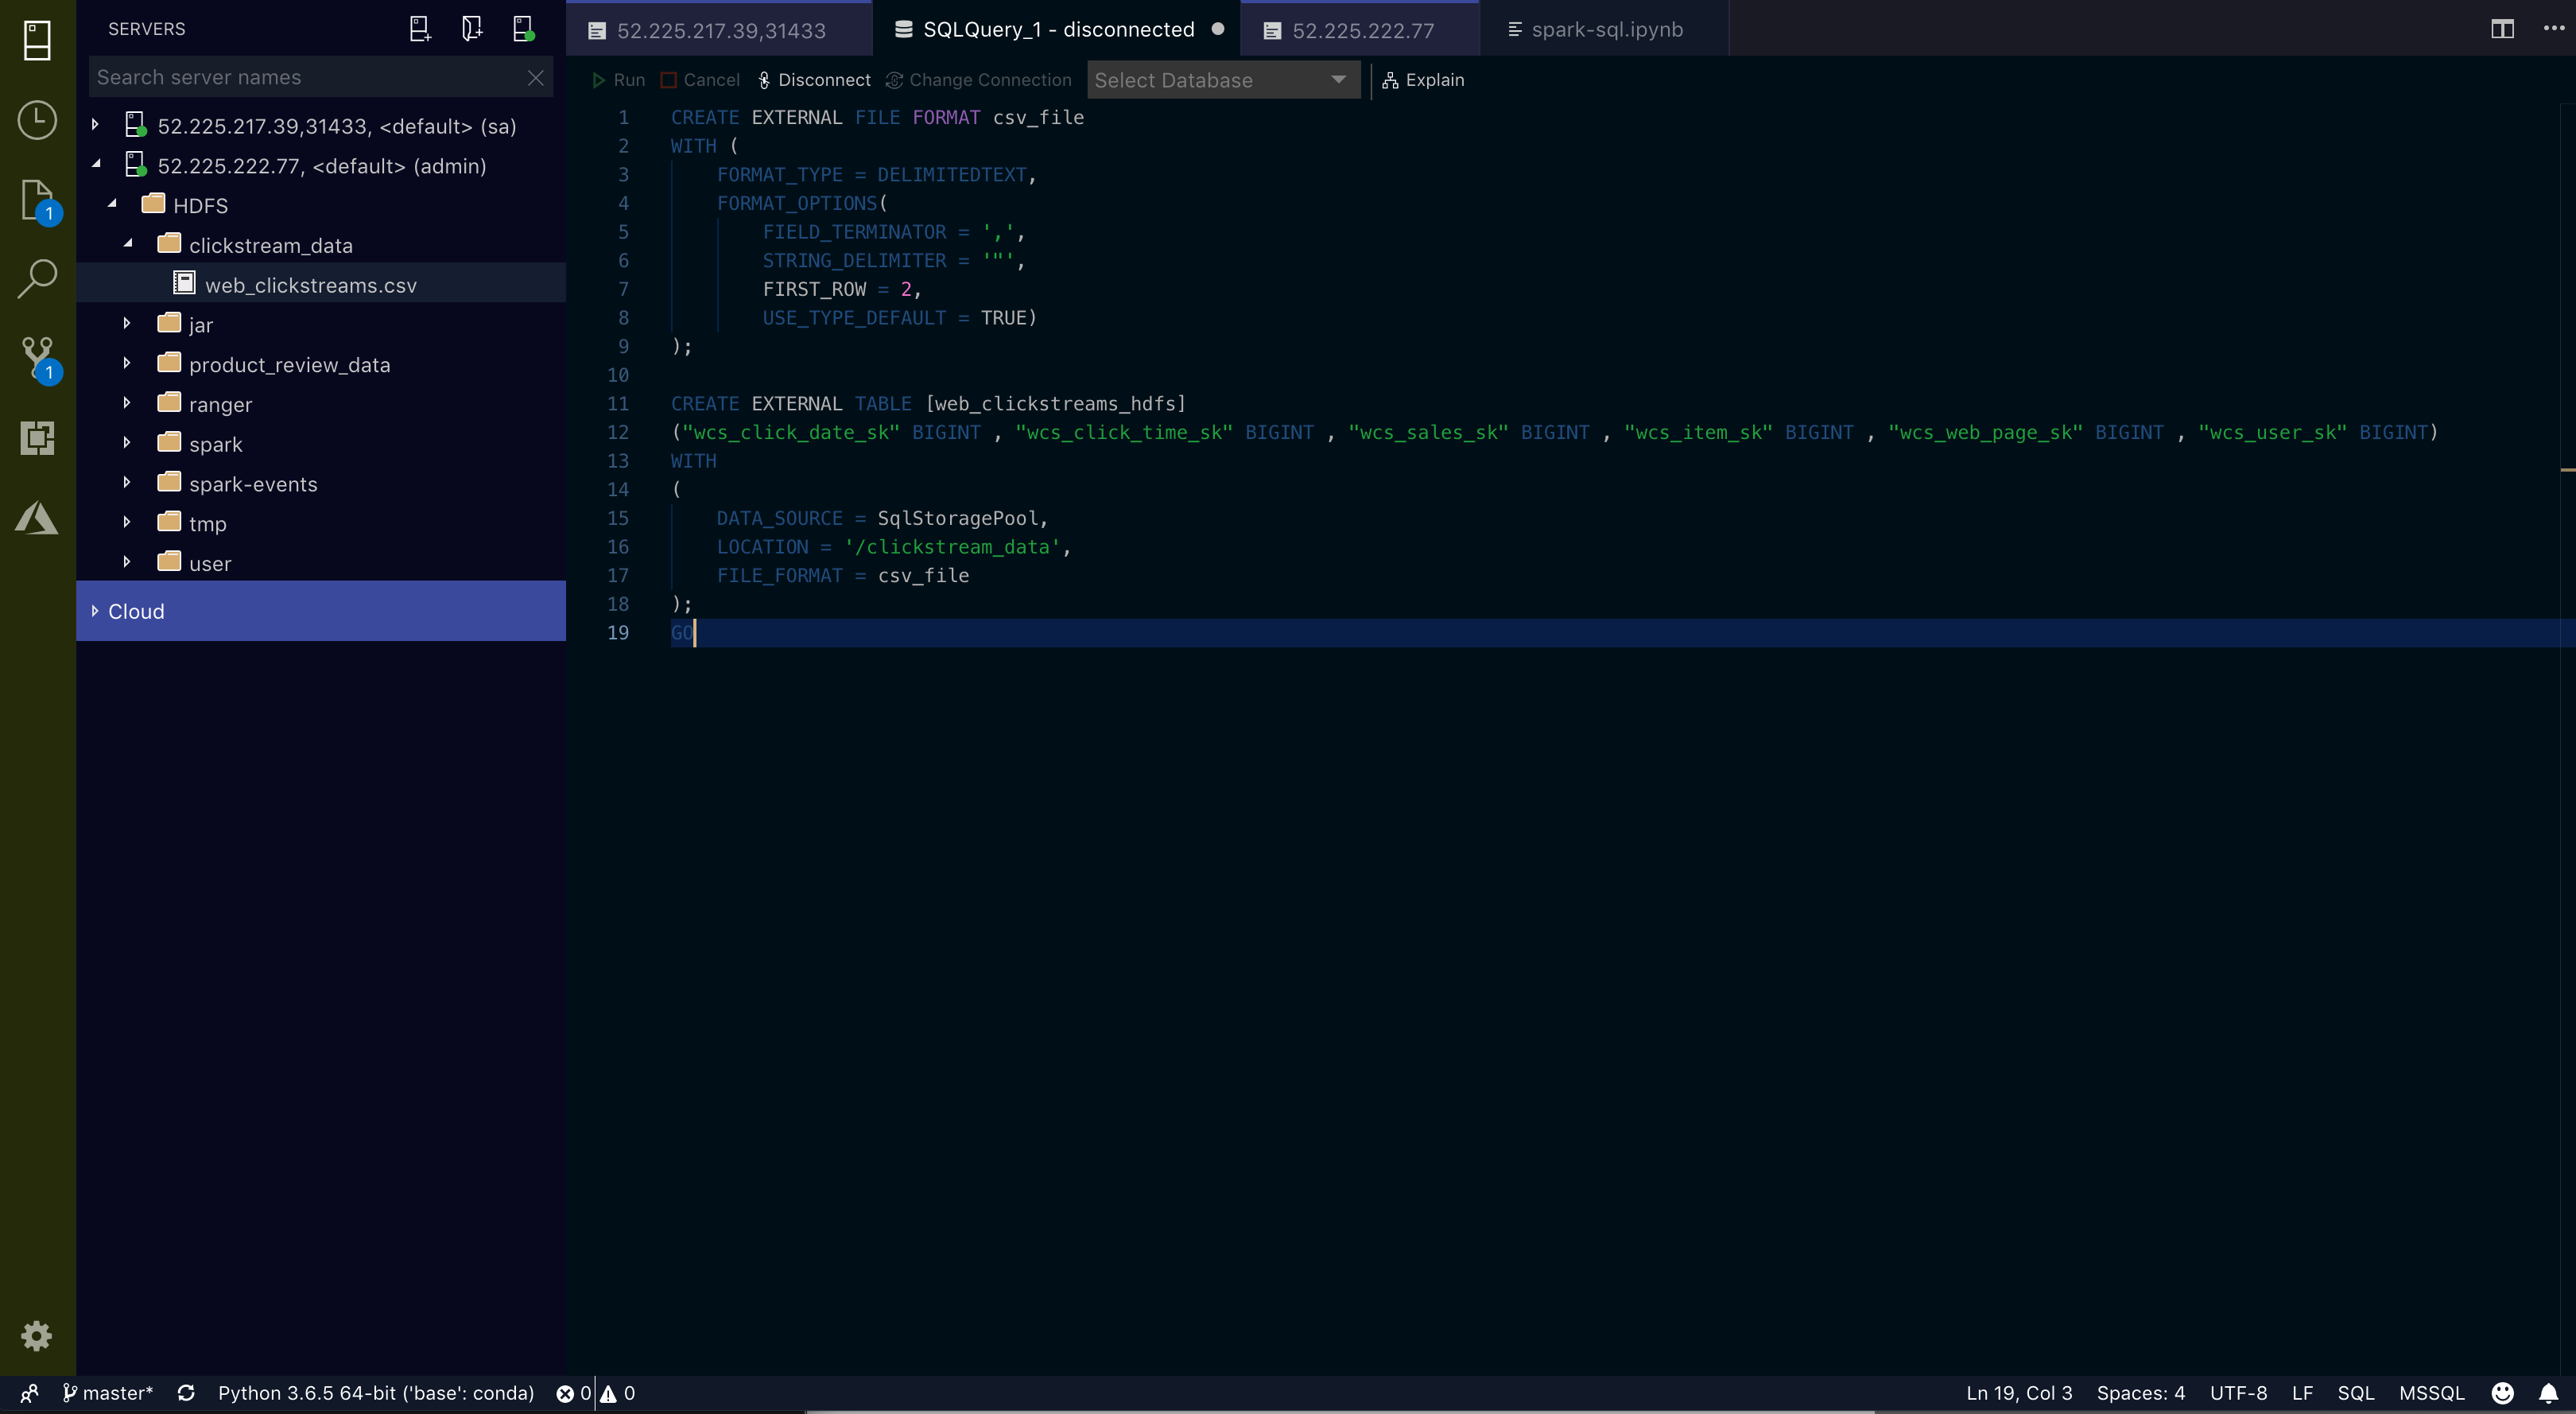 SERVERS
Search server names
52.225.217.39,31433, <default> (sa)
52.225.222.77, <default> (admin)
HDFS
clickstream_data
web_clickstreams.csv
jar
product_review_data
ranger
spark
spark-events
tmp
user
Cloud
1
1
52.225.217.39,31433
SQLQuery_1 - disconnected
52.225.222.77
spark-sql.ipynb
Run Cancel Disconnect Change Connection Select Database Explain
1 CREATE EXTERNAL FILE FORMAT csv_file
2 WITH (
3 FORMAT_TYPE = DELIMITEDTEXT,
4 FORMAT_OPTIONS(
5 FIELD_TERMINATOR = ',',
6 STRING_DELIMITER = '"',
7 FIRST_ROW = 2,
8 USE_TYPE_DEFAULT = TRUE)
9 );
10
11 CREATE EXTERNAL TABLE [web_clickstreams_hdfs]
12 ("wcs_click_date_sk" BIGINT , "wcs_click_time_sk" BIGINT , "wcs_sales_sk" BIGINT , "wcs_item_sk" BIGINT , "wcs_web_page_sk" BIGINT , "wcs_user_sk" BIGINT)
13 WITH
14 (
15 DATA_SOURCE = SqlStoragePool,
16 LOCATION = '/clickstream_data',
17 FILE_FORMAT = csv_file
18 );
19 GO
master* Python 3.6.5 64-bit ('base': conda) 0 0 Ln 19, Col 3 Spaces: 4 UTF-8 LF SQL MSSQL